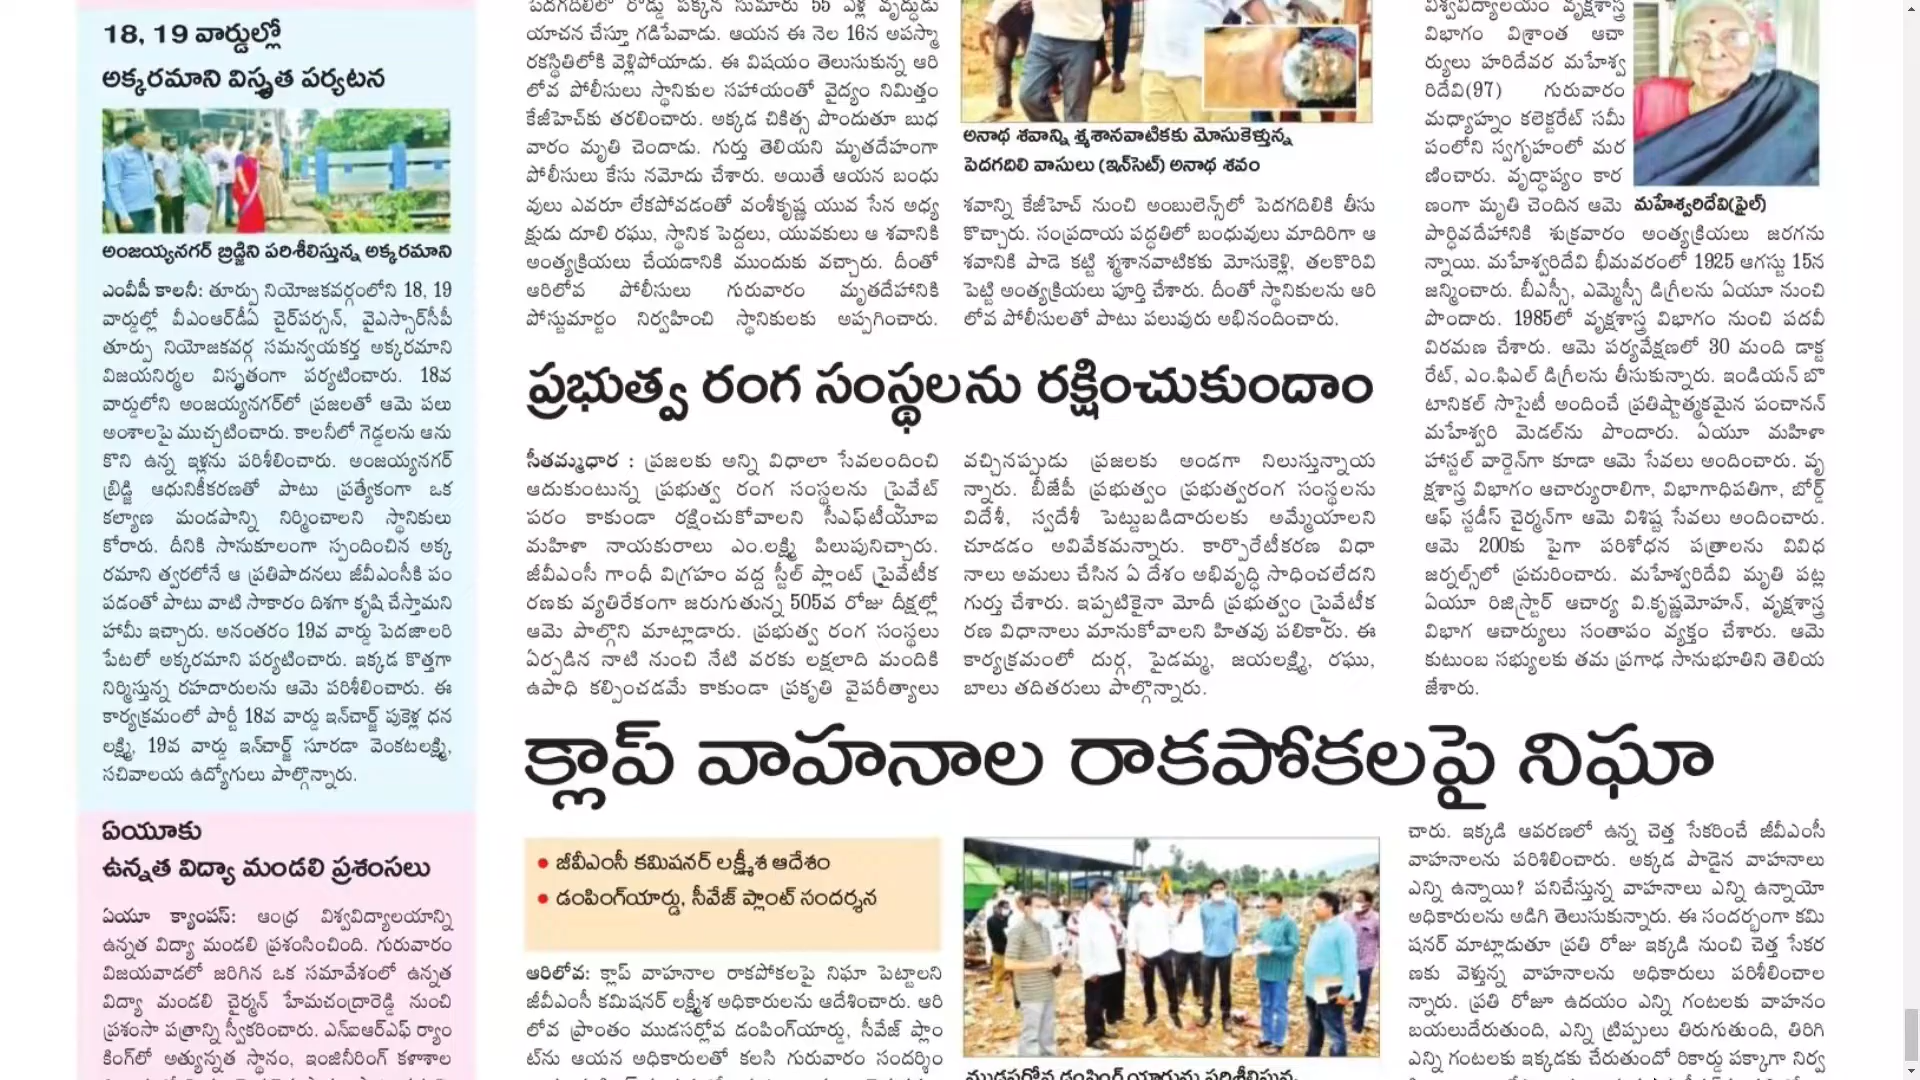 18, 19 వార్డుల్లో
అక్కరమాని విస్తృత పర్యటన
అంజయ్యనగర్ బ్రిడ్జిని పరిశీలిస్తున్న అక్కరమాని
ఎంవీపీ కాలనీ: తూర్పు నియోజకవర్గంలోని 18, 19
వార్డుల్లో వీఎంఆర్‌డీఏ చైర్‌పర్సన్, వైఎస్సార్‌సీపీ
తూర్పు నియోజకవర్గ సమన్వయకర్త అక్కరమాని
విజయనిర్మల విస్తృతంగా పర్యటించారు. 18వ
వార్డులోని అంజయ్యనగర్‌లో ప్రజలతో ఆమె పలు
అంశాలపై ముచ్చటించారు. కాలనీలో గెడ్డలను ఆను
కొని ఉన్న ఇళ్లను పరిశీలించారు. అంజయ్యనగర్
బ్రిడ్జి ఆధునికీకరణతో పాటు ప్రత్యేకంగా ఒక
కల్యాణ మండపాన్ని నిర్మించాలని స్థానికులు
కోరారు. దీనికి సానుకూలంగా స్పందించిన అక్క
రమాని త్వరలోనే ఆ ప్రతిపాదనలు జీవీఎంసీకి పం
పడంతో పాటు వాటి సాకారం దిశగా కృషి చేస్తామని
హామీ ఇచ్చారు. అనంతరం 19వ వార్డు పెదజాలరి
పేటలో అక్కరమాని పర్యటించారు. ఇక్కడ కొత్తగా
నిర్మిస్తున్న రహదారులను ఆమె పరిశీలించారు. ఈ
కార్యక్రమంలో పార్టీ 18వ వార్డు ఇన్‌చార్జ్ పుకెళ్ల ధన
లక్ష్మి, 19వ వార్డు ఇన్‌చార్జ్ సూరడా వెంకటలక్ష్మి,
సచివాలయ ఉద్యోగులు పాల్గొన్నారు.
ఏయూకు
ఉన్నత విద్యా మండలి ప్రశంసలు
ఏయూ క్యాంపస్: ఆంధ్ర విశ్వవిద్యాలయాన్ని
ఉన్నత విద్యా మండలి ప్రశంసించింది. గురువారం
విజయవాడలో జరిగిన ఒక సమావేశంలో ఉన్నత
విద్యా మండలి చైర్మన్ హేమచంద్రారెడ్డి నుంచి
ప్రశంసా పత్రాన్ని స్వీకరించారు. ఎన్ఐఆర్ఎఫ్ ర్యాం
కింగ్‌లో అత్యున్నత స్థానం, ఇంజినీరింగ్ కళాశాల
పెదగదిలిలో రోడ్డు పక్కన సుమారు 55 ఏళ్ల వృద్ధుడు
యాచన చేస్తూ గడిపేవాడు. ఆయన ఈ నెల 16న అపస్మా
రకస్థితిలోకి వెళ్లిపోయాడు. ఈ విషయం తెలుసుకున్న ఆరి
లోవ పోలీసులు స్థానికుల సహాయంతో వైద్యం నిమిత్తం
కేజీహెచ్‌కు తరలించారు. అక్కడ చికిత్స పొందుతూ బుధ
వారం మృతి చెందాడు. గుర్తు తెలియని మృతదేహంగా
పోలీసులు కేసు నమోదు చేశారు. అయితే ఆయన బంధు
వులు ఎవరూ లేకపోవడంతో వంశీకృష్ణ యువ సేన అధ్య
క్షుడు దూలి రఘు, స్థానిక పెద్దలు, యువకులు ఆ శవానికి
అంత్యక్రియలు చేయడానికి ముందుకు వచ్చారు. దీంతో
ఆరిలోవ పోలీసులు గురువారం మృతదేహానికి
పోస్టుమార్టం నిర్వహించి స్థానికులకు అప్పగించారు.
అనాథ శవాన్ని శ్మశానవాటికకు మోసుకెళ్తున్న
పెదగదిలి వాసులు (ఇన్‌సెట్) అనాథ శవం
శవాన్ని కేజీహెచ్ నుంచి అంబులెన్స్‌లో పెదగదిలికి తీసు
కొచ్చారు. సంప్రదాయ పద్ధతిలో బంధువులు మాదిరిగా ఆ
శవానికి పాడె కట్టి శ్మశానవాటికకు మోసుకెళ్లి, తలకొరివి
పెట్టి అంత్యక్రియలు పూర్తి చేశారు. దీంతో స్థానికులను ఆరి
లోవ పోలీసులతో పాటు పలువురు అభినందించారు.
ప్రభుత్వ రంగ సంస్థలను రక్షించుకుందాం
సీతమ్మధార : ప్రజలకు అన్ని విధాలా సేవలందించి
ఆదుకుంటున్న ప్రభుత్వ రంగ సంస్థలను ప్రైవేట్
పరం కాకుండా రక్షించుకోవాలని సీఎఫ్‌టీయూఐ
మహిళా నాయకురాలు ఎం.లక్ష్మి పిలుపునిచ్చారు.
జీవీఎంసీ గాంధీ విగ్రహం వద్ద స్టీల్ ప్లాంట్ ప్రైవేటీక
రణకు వ్యతిరేకంగా జరుగుతున్న 505వ రోజు దీక్షల్లో
ఆమె పాల్గొని మాట్లాడారు. ప్రభుత్వ రంగ సంస్థలు
ఏర్పడిన నాటి నుంచి నేటి వరకు లక్షలాది మందికి
ఉపాధి కల్పించడమే కాకుండా ప్రకృతి వైపరీత్యాలు
వచ్చినప్పుడు ప్రజలకు అండగా నిలుస్తున్నాయ
న్నారు. బీజేపీ ప్రభుత్వం ప్రభుత్వరంగ సంస్థలను
విదేశీ, స్వదేశీ పెట్టుబడిదారులకు అమ్మేయాలని
చూడడం అవివేకమన్నారు. కార్పొరేటీకరణ విధా
నాలు అమలు చేసిన ఏ దేశం అభివృద్ధి సాధించలేదని
గుర్తు చేశారు. ఇప్పటికైనా మోదీ ప్రభుత్వం ప్రైవేటీక
రణ విధానాలు మానుకోవాలని హితవు పలికారు. ఈ
కార్యక్రమంలో దుర్గ, పైడమ్మ, జయలక్ష్మి, రఘు,
బాలు తదితరులు పాల్గొన్నారు.
విశ్వవిద్యాలయం వృక్షశాస్త్ర
విభాగం విశ్రాంత ఆచా
ర్యులు హరిదేవర మహేశ్వ
రిదేవి(97) గురువారం
మధ్యాహ్నం కలెక్టరేట్ సమీ
పంలోని స్వగృహంలో మర
ణించారు. వృద్ధాప్యం కార
ణంగా మృతి చెందిన ఆమె
మహేశ్వరిదేవి(ఫైల్)
పార్థివదేహానికి శుక్రవారం అంత్యక్రియలు జరగను
న్నాయి. మహేశ్వరిదేవి భీమవరంలో 1925 ఆగస్టు 15న
జన్మించారు. బీఎస్సీ, ఎమ్మెస్సీ డిగ్రీలను ఏయూ నుంచి
పొందారు. 1985లో వృక్షశాస్త్ర విభాగం నుంచి పదవీ
విరమణ చేశారు. ఆమె పర్యవేక్షణలో 30 మంది డాక్ట
రేట్, ఎం.ఫిఎల్ డిగ్రీలను తీసుకున్నారు. ఇండియన్ బొ
టానికల్ సొసైటీ అందించే ప్రతిష్టాత్మకమైన పంచానన్
మహేశ్వరి మెడల్‌ను పొందారు. ఏయూ మహిళా
హాస్టల్ వార్డెన్‌గా కూడా ఆమె సేవలు అందించారు. వృ
క్షశాస్త్ర విభాగం ఆచార్యురాలిగా, విభాగాధిపతిగా, బోర్డ్
ఆఫ్ స్టడీస్ చైర్మన్‌గా ఆమె విశిష్ట సేవలు అందించారు.
ఆమె 200కు పైగా పరిశోధన పత్రాలను వివిధ
జర్నల్స్‌లో ప్రచురించారు. మహేశ్వరిదేవి మృతి పట్ల
ఏయూ రిజిస్ట్రార్ ఆచార్య వి.కృష్ణమోహన్, వృక్షశాస్త్ర
విభాగ ఆచార్యులు సంతాపం వ్యక్తం చేశారు. ఆమె
కుటుంబ సభ్యులకు తమ ప్రగాఢ సానుభూతిని తెలియ
జేశారు.
క్లాప్ వాహనాల రాకపోకలపై నిఘా
• జీవీఎంసీ కమిషనర్ లక్ష్మీశ ఆదేశం
• డంపింగ్‌యార్డు, సీవేజ్ ప్లాంట్ సందర్శన
ఆరిలోవ: క్లాప్ వాహనాల రాకపోకలపై నిఘా పెట్టాలని
జీవీఎంసీ కమిషనర్ లక్ష్మీశ అధికారులను ఆదేశించారు. ఆరి
లోవ ప్రాంతం ముడసర్లోవ డంపింగ్‌యార్డు, సీవేజ్ ప్లాం
ట్‌ను ఆయన అధికారులతో కలసి గురువారం సందర్శిం
ముడసర్లోవ డంపింగ్ యార్డును పరిశీలిస్తున్న
చారు. ఇక్కడి ఆవరణలో ఉన్న చెత్త సేకరించే జీవీఎంసీ
వాహనాలను పరిశీలించారు. అక్కడ పాడైన వాహనాలు
ఎన్ని ఉన్నాయి? పనిచేస్తున్న వాహనాలు ఎన్ని ఉన్నాయో
అధికారులను అడిగి తెలుసుకున్నారు. ఈ సందర్భంగా కమి
షనర్ మాట్లాడుతూ ప్రతి రోజు ఇక్కడి నుంచి చెత్త సేకర
ణకు వెళ్తున్న వాహనాలను అధికారులు పరిశీలించాల
న్నారు. ప్రతి రోజూ ఉదయం ఎన్ని గంటలకు వాహనం
బయలుదేరుతుంది, ఎన్ని ట్రిప్పులు తిరుగుతుంది, తిరిగి
ఎన్ని గంటలకు ఇక్కడకు చేరుతుందో రికార్డు పక్కాగా నిర్వ